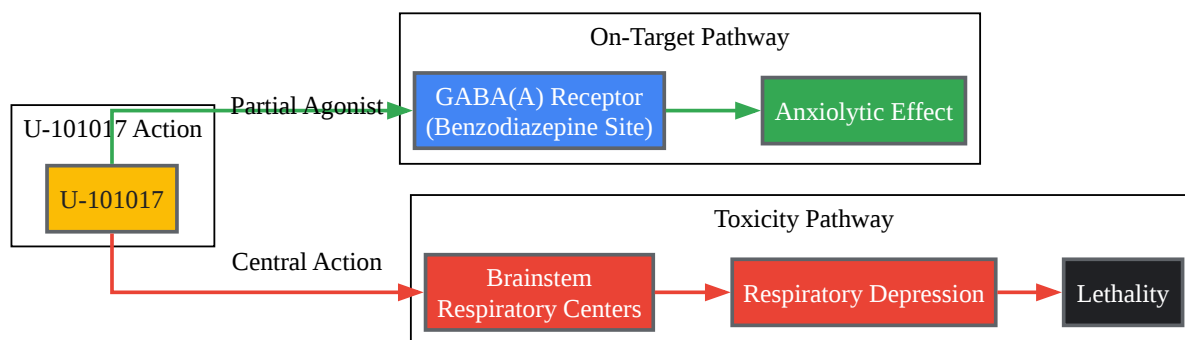 U-101017 Action
U-101017
Partial Agonist
On-Target Pathway
GABA(A) Receptor
(Benzodiazepine Site)
Anxiolytic Effect
Central Action
Toxicity Pathway
Brainstem
Respiratory Centers
Respiratory Depression
Lethality